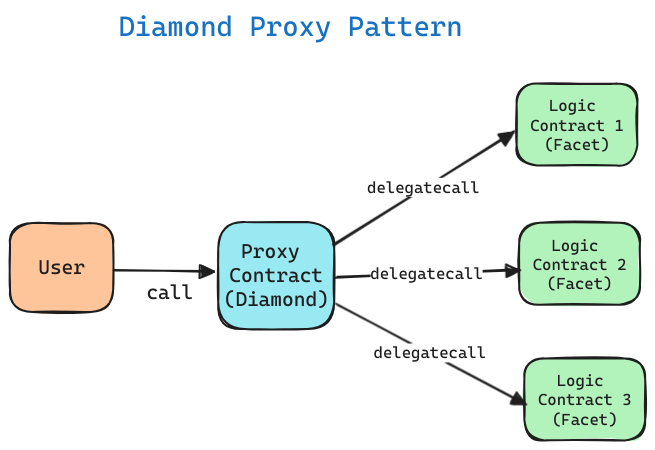 Diamond Proxy Pattern
User
call
Proxy
Contract
(Diamond)
delegatecall
delegatecall
delegatecall
Logic
Contract 1
(Facet)
Logic
Contract 2
(Facet)
Logic
Contract 3
(Facet)